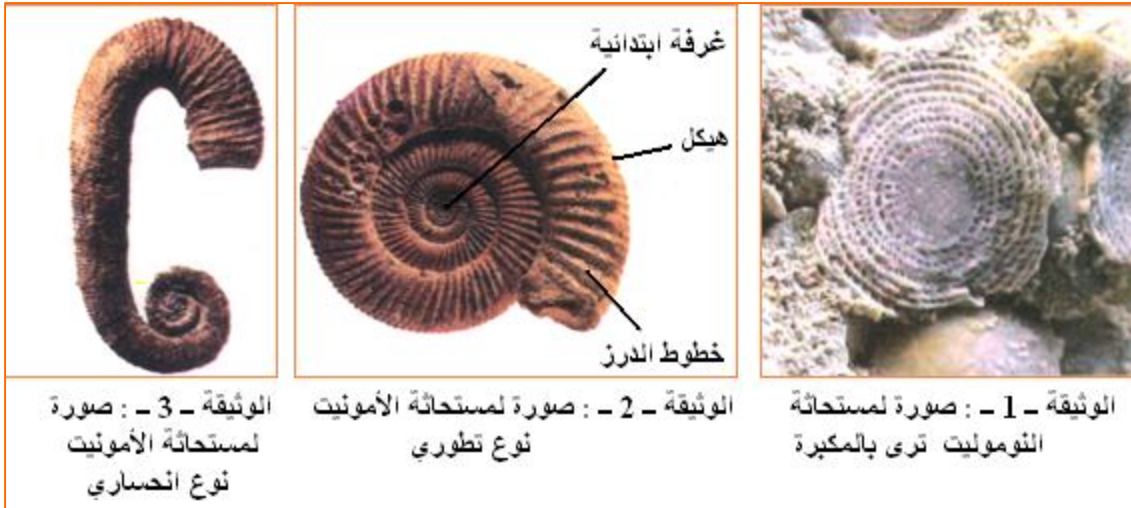 غرفة ابتدائية
هيكل
خطوط الدرز
الوثيقة ـ 1 ـ : صورة لمستحاثة
النوموليت ترى بالمكبرة
الوثيقة ـ 2 ـ : صورة لمستحاثة الأمونيت
نوع تطوري
الوثيقة ـ 3 ـ : صورة
لمستحاثة الأمونيت
نوع انحساري